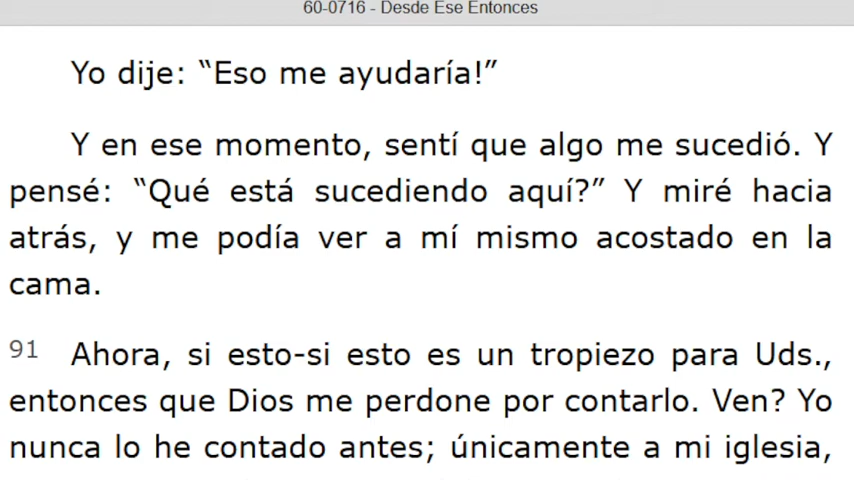 60-0716 - Desde Ese Entonces
Yo dije: “Eso me ayudaría!”
Y en ese momento, sentí que algo me sucedió. Y
pensé: “Qué está sucediendo aquí?” Y miré hacia
atrás, y me podía ver a mí mismo acostado en la
cama.
91 Ahora, si esto-si esto es un tropiezo para Uds.,
entonces que Dios me perdone por contarlo. Ven? Yo
nunca lo he contado antes; únicamente a mi iglesia,